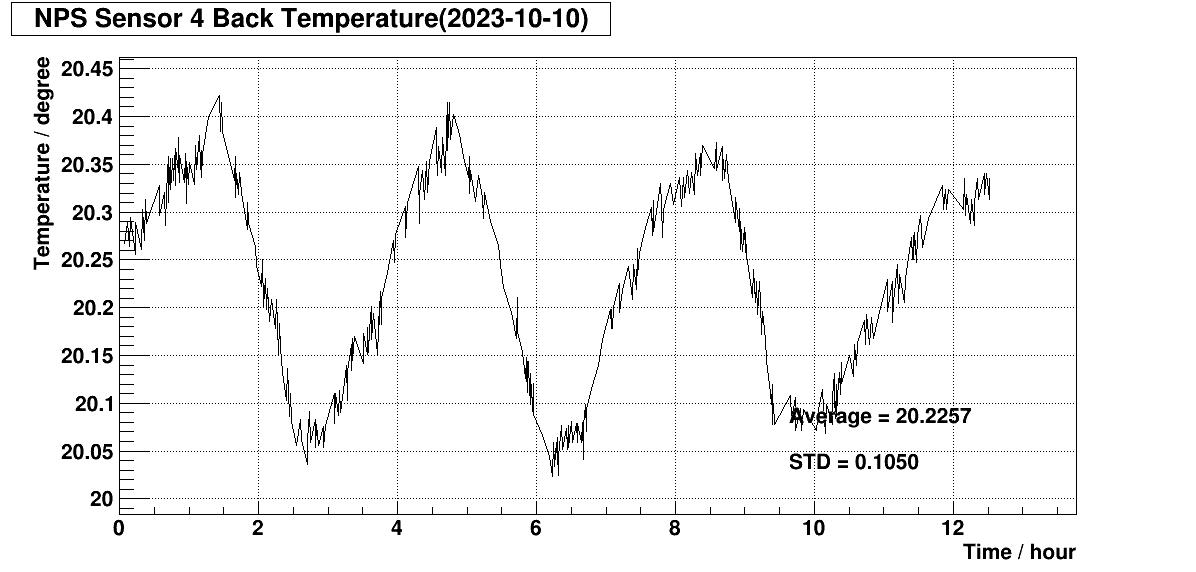 NPS Sensor 4 Back Temperature(2023-10-10)
Temperature / degree
20.45
20.4
20.35
20.3
20.25
20.2
20.15
20.1
20.05
20
Average = 20.2257
STD = 0.1050
0 2 4 6 8 10 12
Time / hour